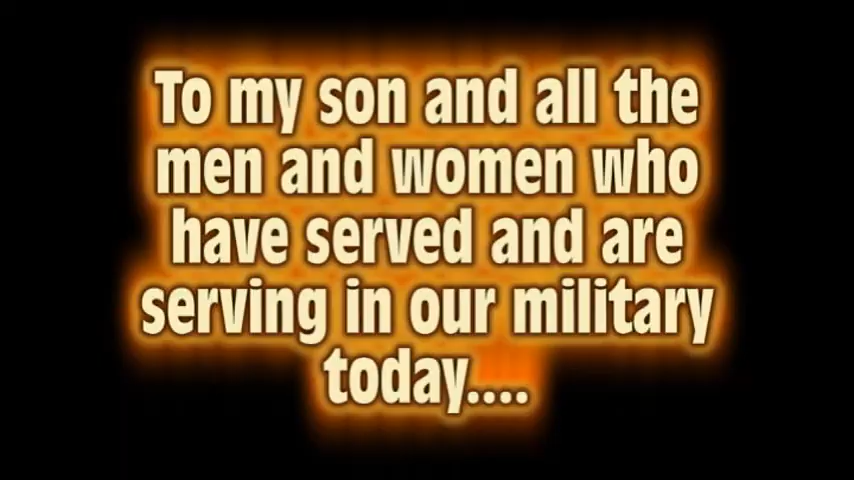 To my son and all the
men and women who
have served and are
serving in our military
today....